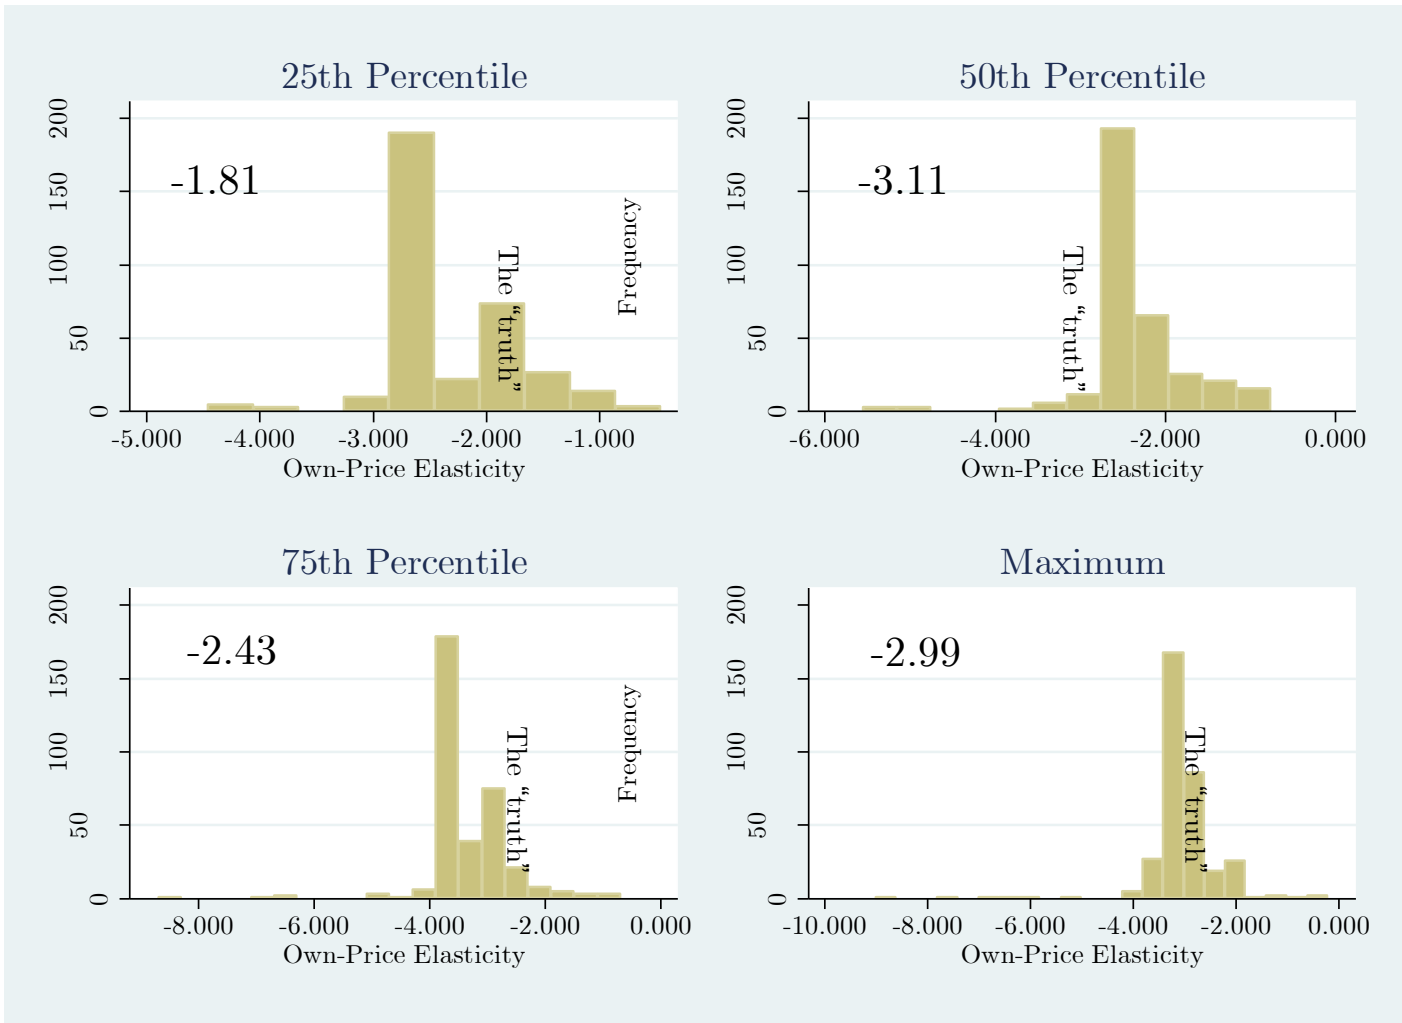 25th Percentile
200
150
100
50
0
-1.81
The “truth”
Frequency
-5.000 -4.000 -3.000 -2.000 -1.000
Own-Price Elasticity
50th Percentile
200
150
100
50
0
-3.11
The “truth”
-6.000 -4.000 -2.000 0.000
Own-Price Elasticity
75th Percentile
200
150
100
50
0
-2.43
The “truth”
Frequency
-8.000 -6.000 -4.000 -2.000 0.000
Own-Price Elasticity
Maximum
200
150
100
50
0
-2.99
The “truth”
-10.000 -8.000 -6.000 -4.000 -2.000 0.000
Own-Price Elasticity